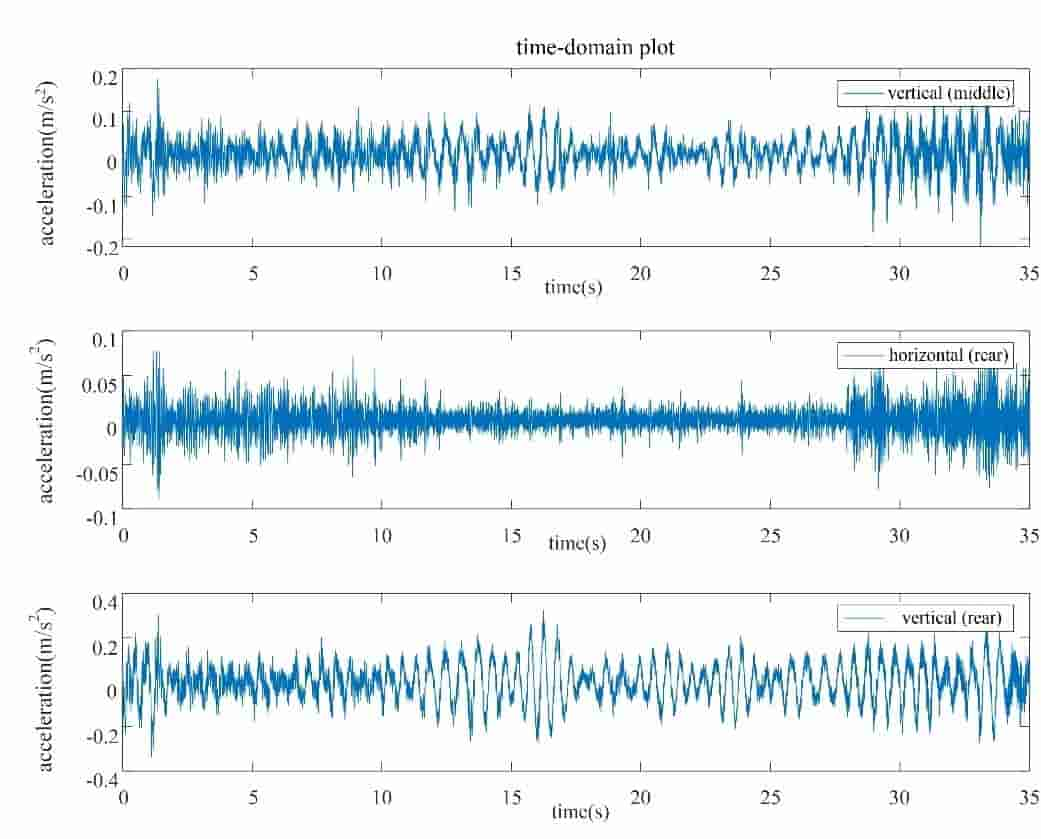 time-domain plot
acceleration(m/s²)
0.2
0.1
0
-0.1
-0.2
vertical (middle)
0 5 10 15 20 25 30 35
time(s)
acceleration(m/s²)
0.1
0.05
0
-0.05
-0.1
horizontal (rear)
0 5 10 15 20 25 30 35
time(s)
acceleration(m/s²)
0.4
0.2
0
-0.2
-0.4
vertical (rear)
0 5 10 15 20 25 30 35
time(s)